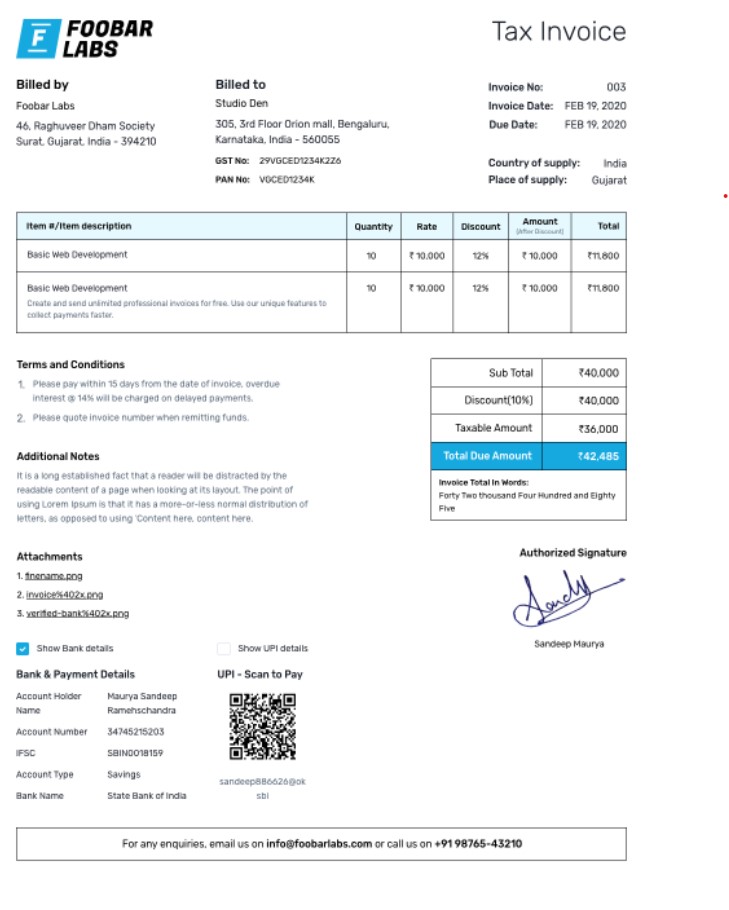 FOOBAR
LABS
Tax Invoice
Billed by
Foobar Labs
46, Raghuveer Dham Society
Surat, Gujarat, India - 394210
Billed to
Studio Den
305, 3rd Floor Orion mall, Bengaluru,
Karnataka, India - 560055
GST No: 29VGCED1234K2Z6
PAN No: VGCED1234K
Invoice No: 003
Invoice Date: FEB 19, 2020
Due Date: FEB 19, 2020
Country of supply: India
Place of supply: Gujarat
Item #/Item description Quantity Rate Discount Amount (After Discount) Total
Basic Web Development 10 ₹ 10,000 12% ₹ 10,000 ₹11,800
Basic Web Development 10 ₹ 10,000 12% ₹ 10,000 ₹11,800
Create and send unlimited professional invoices for free. Use our unique features to
collect payments faster.
Terms and Conditions
1. Please pay within 15 days from the date of invoice, overdue
interest @ 14% will be charged on delayed payments.
2. Please quote invoice number when remitting funds.
Additional Notes
It is a long established fact that a reader will be distracted by the
readable content of a page when looking at its layout. The point of
using Lorem Ipsum is that it has a more-or-less normal distribution of
letters, as opposed to using 'Content here, content here.
Sub Total ₹40,000
Discount(10%) ₹40,000
Taxable Amount ₹36,000
Total Due Amount ₹42,485
Invoice Total In Words:
Forty Two thousand Four Hundred and Eighty
Five
Attachments
1. finename.png
2. invoice%402x.png
3. verified-bank%402x.png
Authorized Signature
Sandy
Sandeep Maurya
Show Bank details
Show UPI details
Bank & Payment Details
Account Holder Name Maurya Sandeep Ramehschandra
Account Number 34745215203
IFSC SBIN0018159
Account Type Savings
Bank Name State Bank of India
UPI - Scan to Pay
sandeep886626@ok
sbi
For any enquiries, email us on info@foobarlabs.com or call us on +91 98765-43210